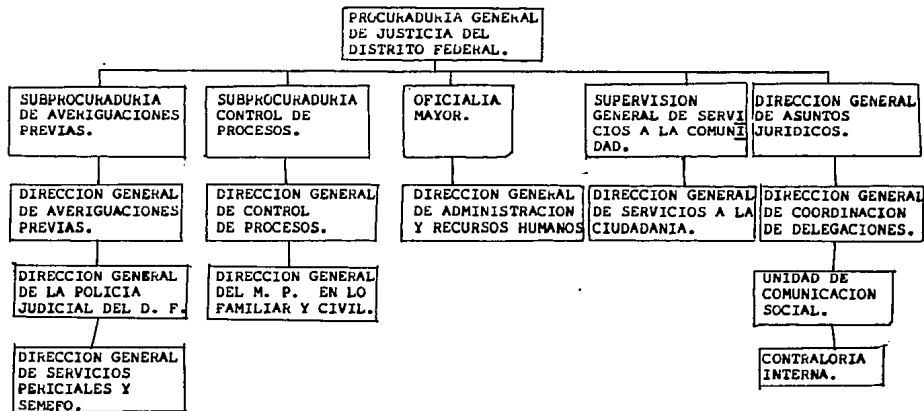 PROCURADURIA GENERAL
DE JUSTICIA DEL
DISTRITO FEDERAL.
SUBPROCURADURIA
DE AVERIGUACIONES
PREVIAS.
SUBPROCURADURIA
CONTROL DE
PROCESOS.
OFICIALIA
MAYOR.
SUPERVISION
GENERAL DE SERVI
CIOS A LA COMUNI
DAD.
DIRECCION GENERAL
DE ASUNTOS
JURIDICOS.
DIRECCION GENERAL
DE AVERIGUACIONES
PREVIAS.
DIRECCION GENERAL
DE CONTROL
DE PROCESOS.
DIRECCION GENERAL
DE ADMINISTRACION
Y RECURSOS HUMANOS
DIRECCION GENERAL
DE SERVICIOS A LA
CIUDADANIA.
DIRECCION GENERAL
DE COORDINACION
DE DELEGACIONES.
DIRECCION GENERAL
DE LA POLICIA
JUDICIAL DEL D. F.
DIRECCION GENERAL
DEL M. P. EN LO
FAMILIAR Y CIVIL.
UNIDAD DE
COMUNICACION
SOCIAL.
DIRECCION GENERAL
DE SERVICIOS
PERICIALES Y
SEMEFO.
CONTRALORIA
INTERNA.